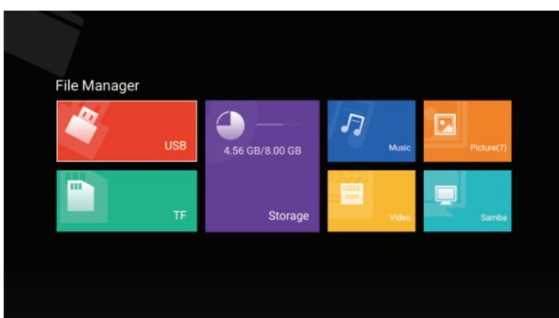 File Manager
USB
4.56 GB/8.00 GB
Storage
TF
Music
Picture(7)
Video
Samba